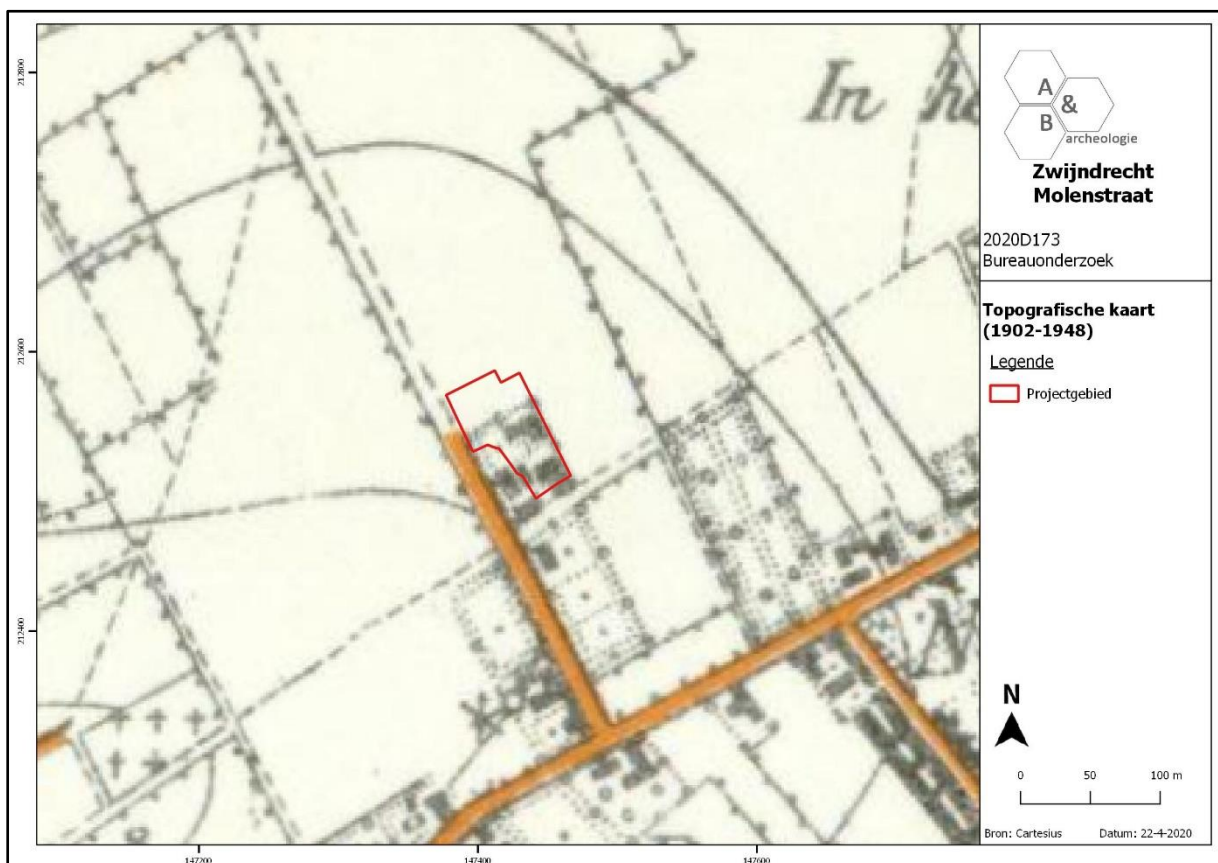 In h
A
&
B
archeologie
Zwijndrecht
Molenstraat
2020D173
Bureauonderzoek
Topografische kaart
(1902-1948)
Legende
Projectgebied
N
0 50 100 m
Bron: Cartesius Datum: 22-4-2020
212800
212600
212400
147200 147400 147600